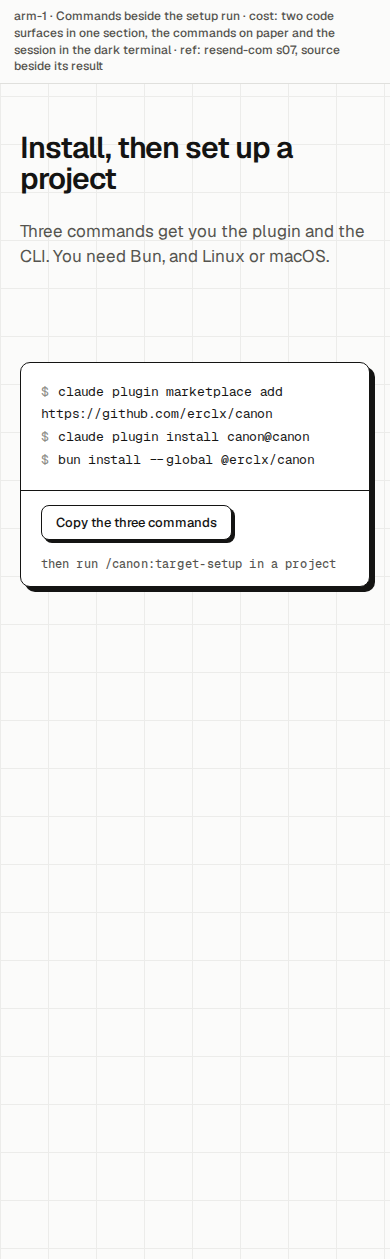 arm-1 · Commands beside the setup run · cost: two code
surfaces in one section, the commands on paper and the
session in the dark terminal · ref: resend-com s07, source
beside its result
Install, then set up a
project
Three commands get you the plugin and the
CLI. You need Bun, and Linux or macOS.
$ claude plugin marketplace add
https://github.com/erclx/canon
$ claude plugin install canon@canon
$ bun install --global @erclx/canon
Copy the three commands
then run /canon:target-setup in a project